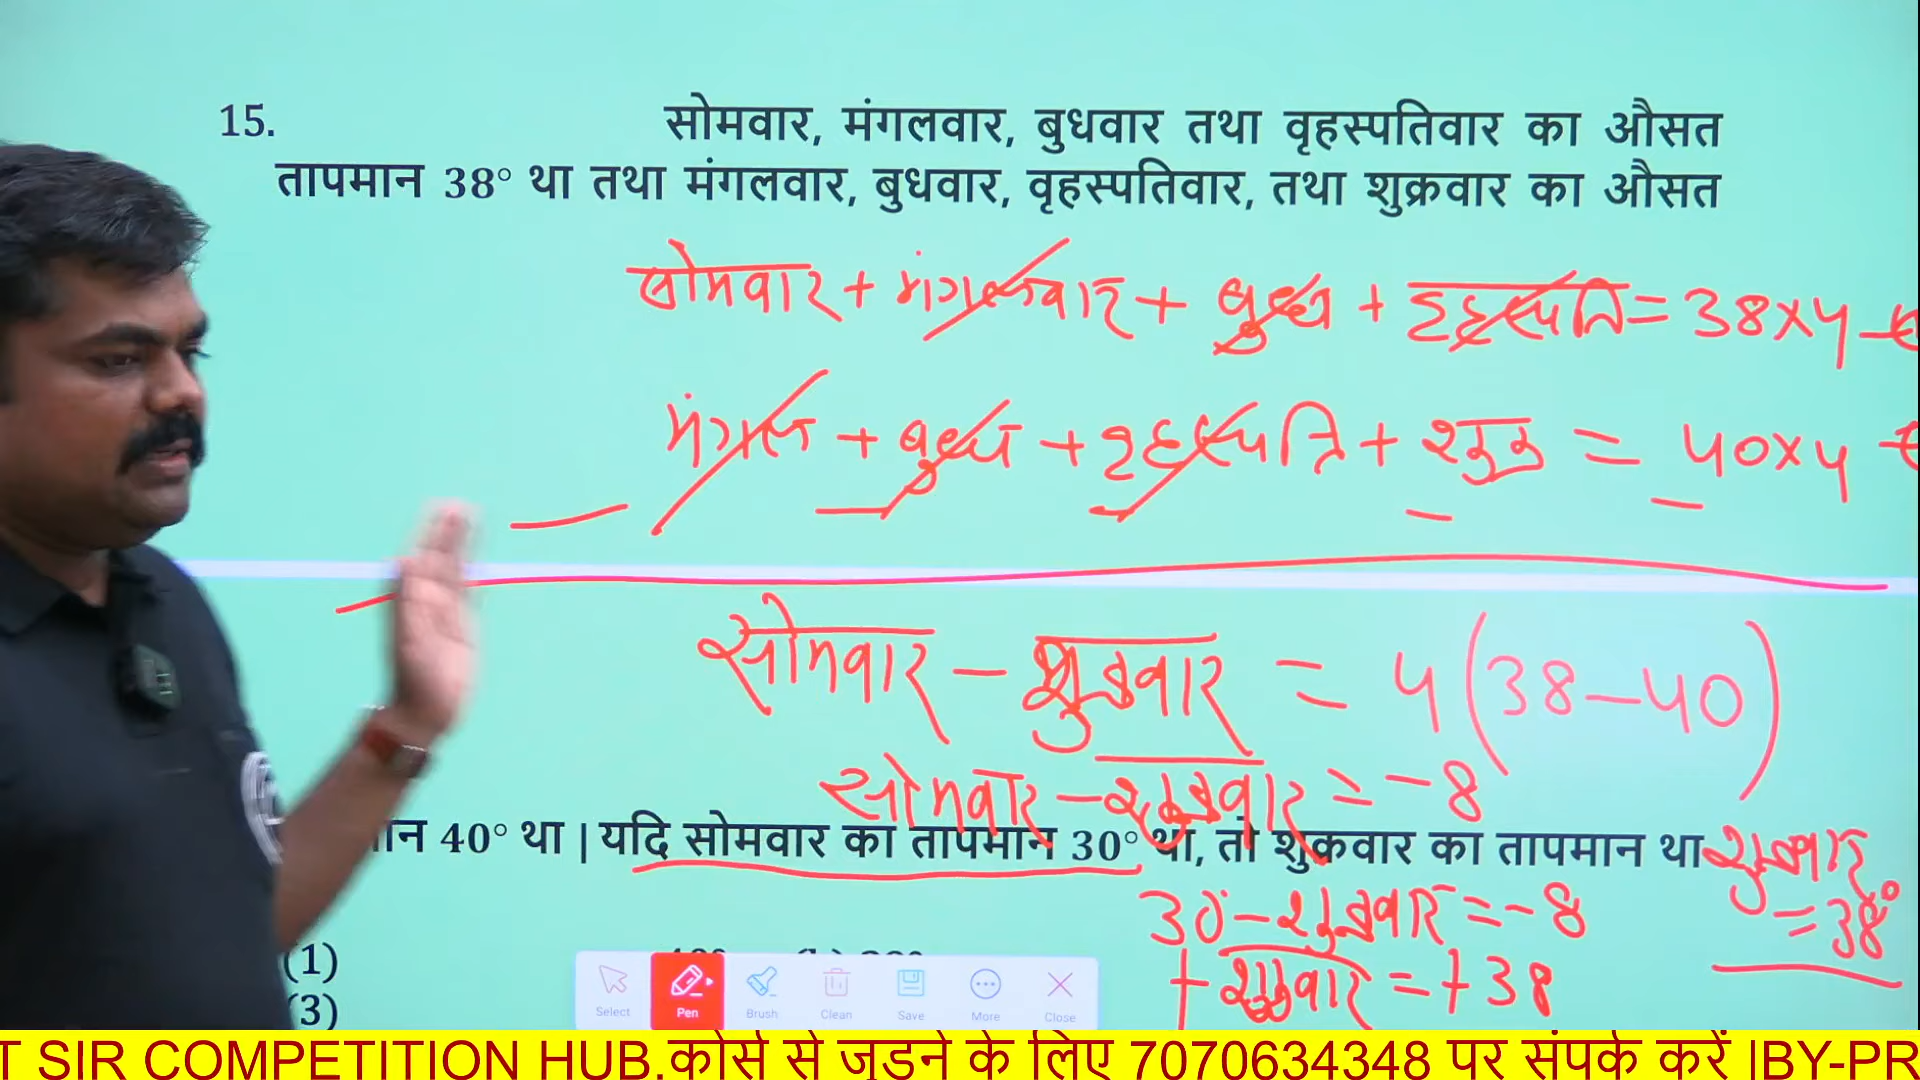 15. सोमवार, मंगलवार, बुधवार तथा वृहस्पतिवार का औसत
तापमान 38° था तथा मंगलवार, बुधवार, वृहस्पतिवार, तथा शुक्रवार का औसत
सोमवार + मंगलवार + बुध + वृहस्पति = 38×4
मंगल + बुध + वृहस्पति + शुक्र = 40×4
सोमवार – शुक्रवार = 4(38–40)
सोमवार – शुक्रवार = –8
40° था | यदि सोमवार का तापमान 30° था, तो शुक्रवार का तापमान था
शुक्रवार
= 38°
30° – शुक्रवार = –8
+ शुक्रवार = +38
(1)
(3)
Select Pen Brush Clean Save More Close
T SIR COMPETITION HUB.कोर्स से जुडने के लिए 7070634348 पर संपर्क करें |BY-PR